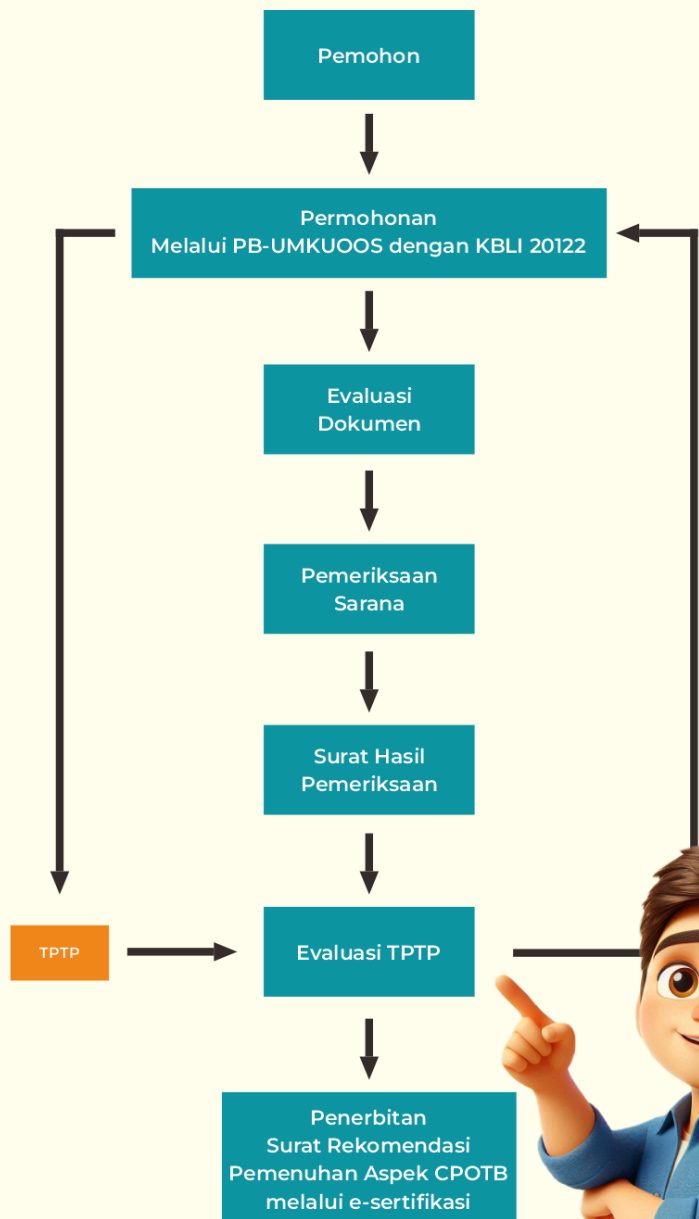 Pemohon
Permohonan
Melalui PB-UMKUOOS dengan KBLI 20122
Evaluasi
Dokumen
Pemeriksaan
Sarana
Surat Hasil
Pemeriksaan
TPTP
Evaluasi TPTP
Penerbitan
Surat Rekomendasi
Pemenuhan Aspek CPOTB
melalui e-sertifikasi